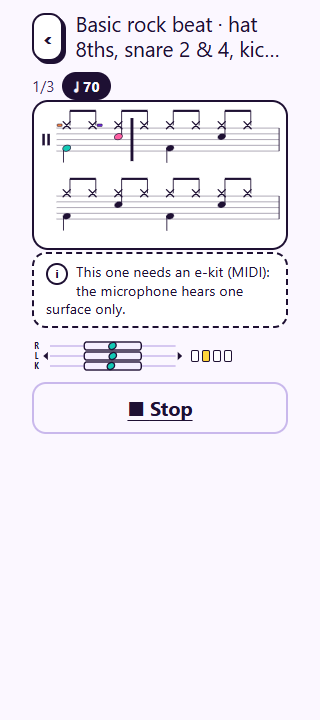 Basic rock beat · hat
8ths, snare 2 & 4, kic…
1/3 ♩ 70
i This one needs an e-kit (MIDI):
the microphone hears one
surface only.
R
L
K
Stop